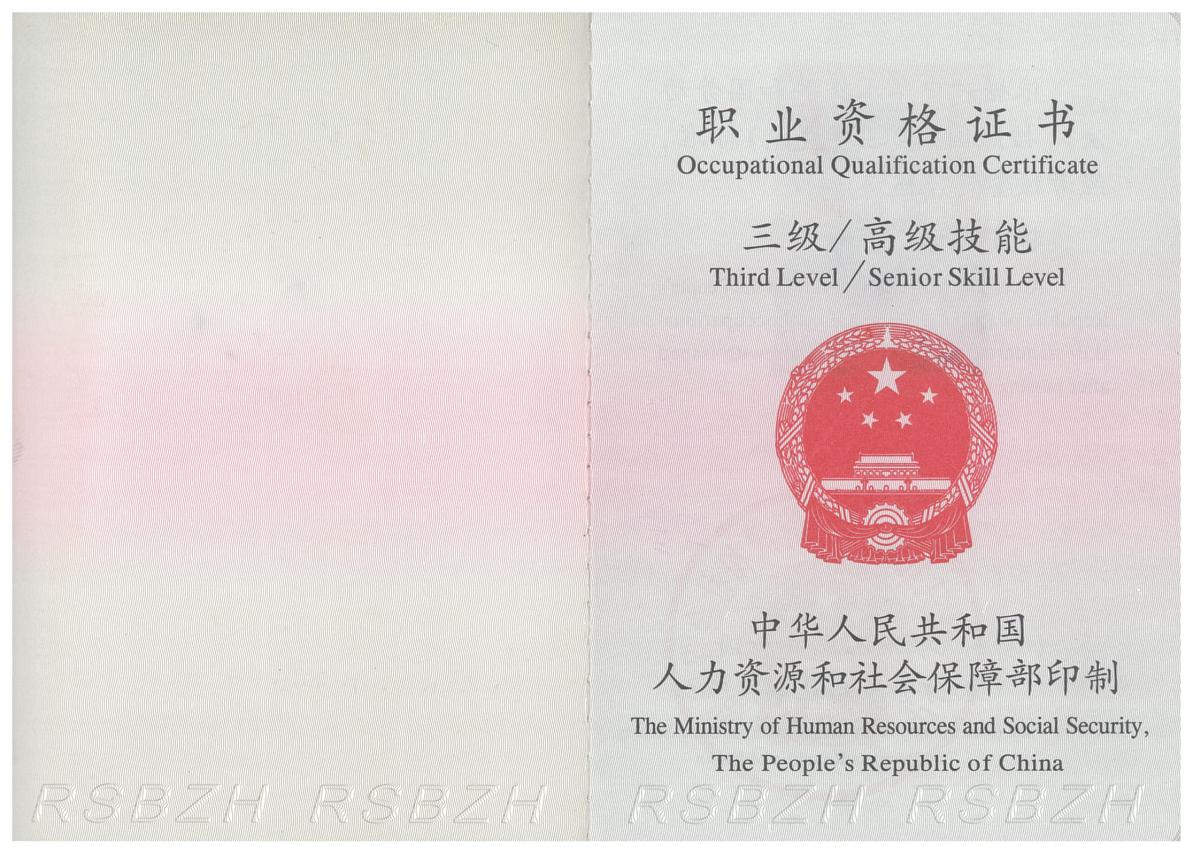 职业资格证书
Occupational Qualification Certificate
三级/高级技能
Third Level/Senior Skill Level
中华人民共和国
人力资源和社会保障部印制
The Ministry of Human Resources and Social Security,
The People's Republic of China
RSBZH RSBZH RSBZH RSBZH